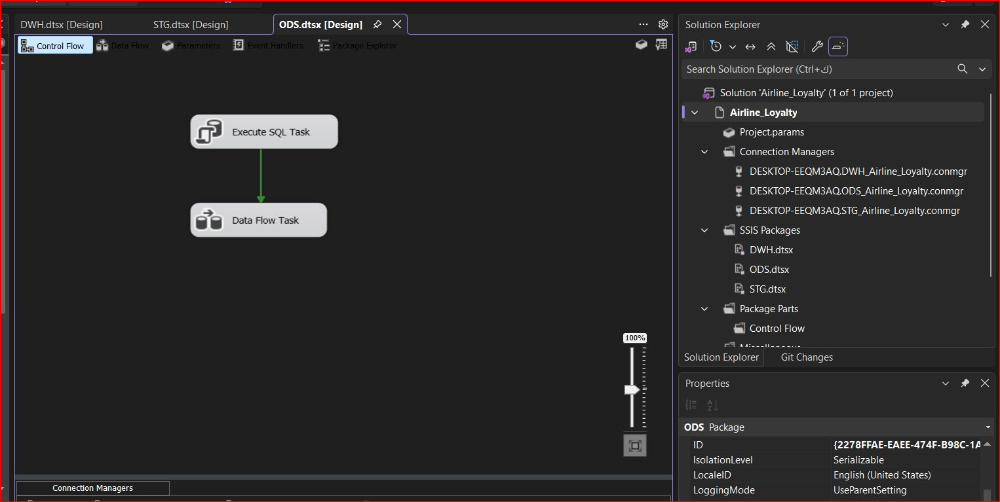 DWH.dtsx [Design]
STG.dtsx [Design]
ODS.dtsx [Design]
Control Flow
Data Flow
Parameters
Event Handlers
Package Explorer
Execute SQL Task
Data Flow Task
100%
Connection Managers
Solution Explorer
Search Solution Explorer (Ctrl+ك)
Solution 'Airline_Loyalty' (1 of 1 project)
Airline_Loyalty
Project.params
Connection Managers
DESKTOP-EEQM3AQ.DWH_Airline_Loyalty.conmgr
DESKTOP-EEQM3AQ.ODS_Airline_Loyalty.conmgr
DESKTOP-EEQM3AQ.STG_Airline_Loyalty.conmgr
SSIS Packages
DWH.dtsx
ODS.dtsx
STG.dtsx
Package Parts
Control Flow
Solution Explorer
Git Changes
Properties
ODS Package
ID {2278FFAE-EAEE-474F-B98C-1A
IsolationLevel Serializable
LocaleID English (United States)
LoggingMode UseParentSetting